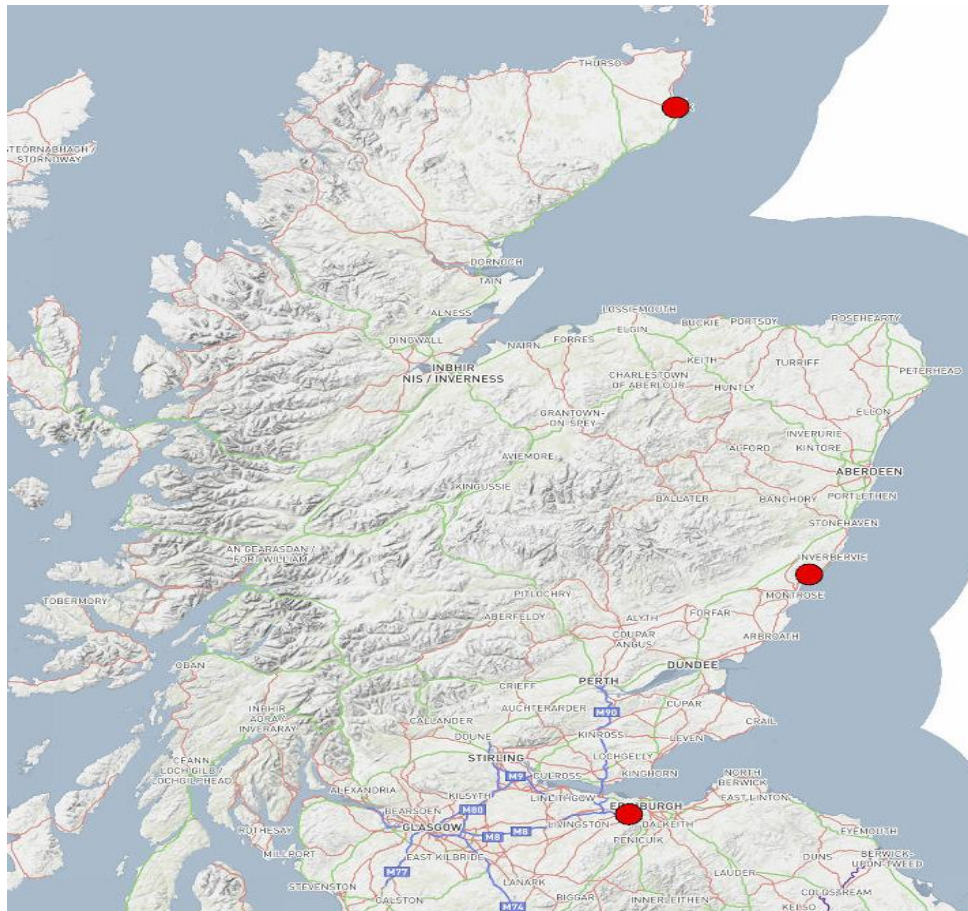 THURSO
STEORNABHAGH /
STORNOWAY
DORNOCH
TAIN
ALNESS
DINGWALL
INBHIR
NIS / INVERNESS
NAIRN
FORRES
LOSSIEMOUTH
ELGIN
BUCKIE
PORTSOY
ROSEHEARTY
KEITH
TURRIFF
PETERHEAD
CHARLESTOWN
OF ABERLOUR
HUNTLY
GRANTOWN-
ON-SPEY
ELLON
INVERURIE
KINTORE
ALFORD
AVIEMORE
ABERDEEN
KINGUSSIE
BALLATER
BANCHORY
PORTLETHEN
STONEHAVEN
AN GEARASDAN /
FORT WILLIAM
INVERBERVIE
TOBERMORY
PITLOCHRY
MONTROSE
ABERFELDY
ALYTH
FORFAR
COUPAR
ANGUS
ARBROATH
OBAN
DUNDEE
CRIEFF
PERTH
INBHIR
AORA /
INVERARAY
AUCHTERARDER
M90
CUPAR
CRAIL
CALLANDER
DOUNE
KINROSS
LEVEN
STIRLING
LOCHGELLY
CEANN
LOCH GILB /
LOCHGILPHEAD
M9
CULROSS
KINGHORN
NORTH
BERWICK
ALEXANDRIA
KILSYTH
LINLITHGOW
EAST LINTON
BEARSDEN
M80
ROTHESAY
GLASGOW
M8
M8
LIVINGSTON
DALKEITH
EYEMOUTH
PENICUIK
MILLPORT
EAST KILBRIDE
DUNS
BERWICK-
UPON-TWEED
M77
LANARK
LAUDER
STEVENSTON
COLDSTREAM
GALSTON
M74
BIGGAR
INNERLEITHEN
KELSO